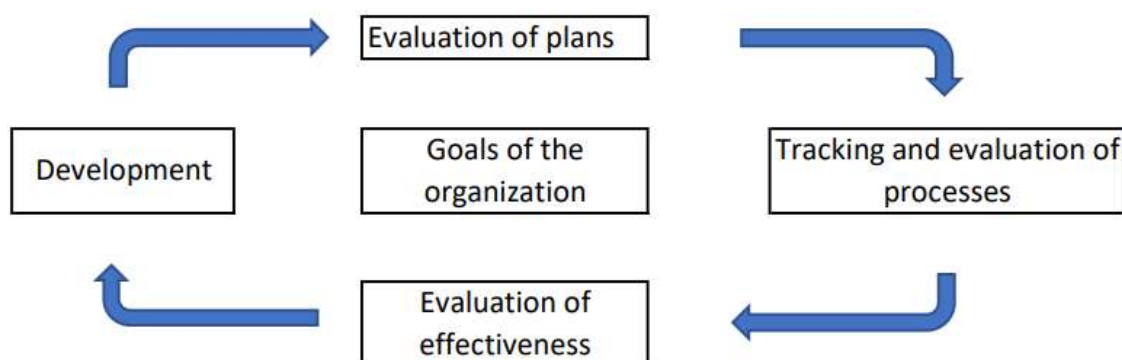 Evaluation of plans
Development
Goals of the
organization
Tracking and evaluation of
processes
Evaluation of
effectiveness